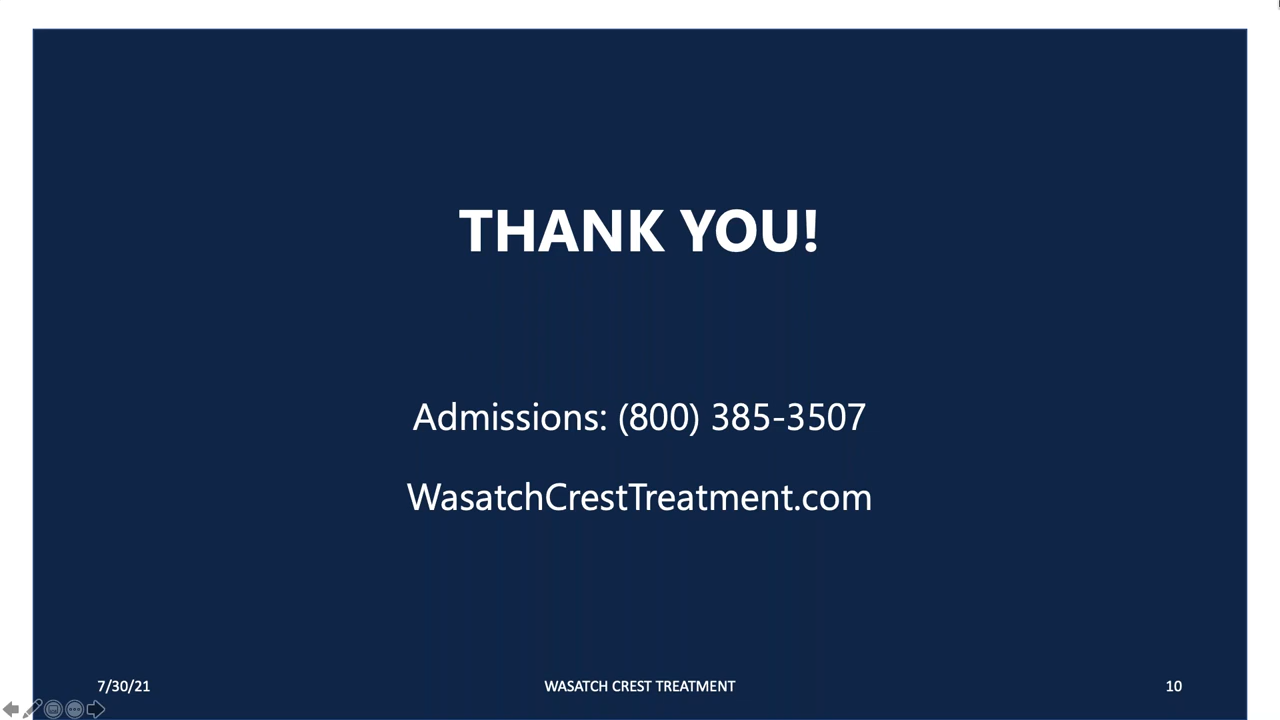 THANK YOU!
Admissions: (800) 385-3507
WasatchCrestTreatment.com
7/30/21
WASATCH CREST TREATMENT
10